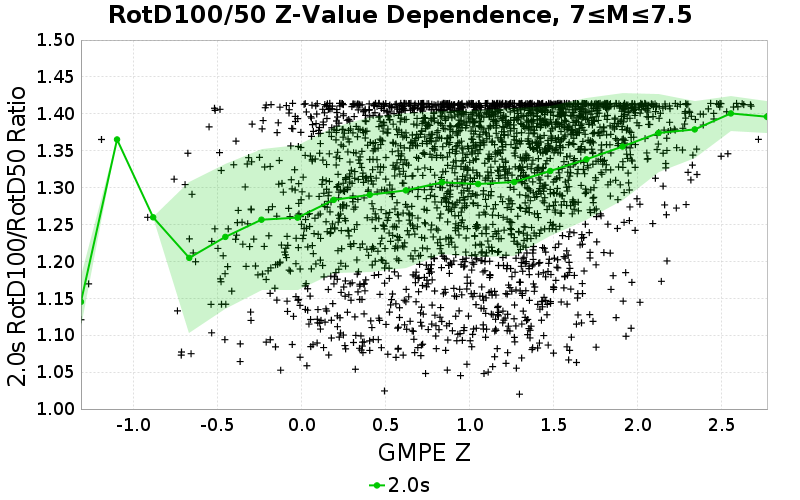 RotD100/50 Z-Value Dependence, 7≤M≤7.5
1.50
1.45
1.40
1.35
1.30
1.25
1.20
1.15
1.10
1.05
1.00
2.0s RotD100/RotD50 Ratio
-1.0 -0.5 0.0 0.5 1.0 1.5 2.0 2.5
GMPE Z
2.0s